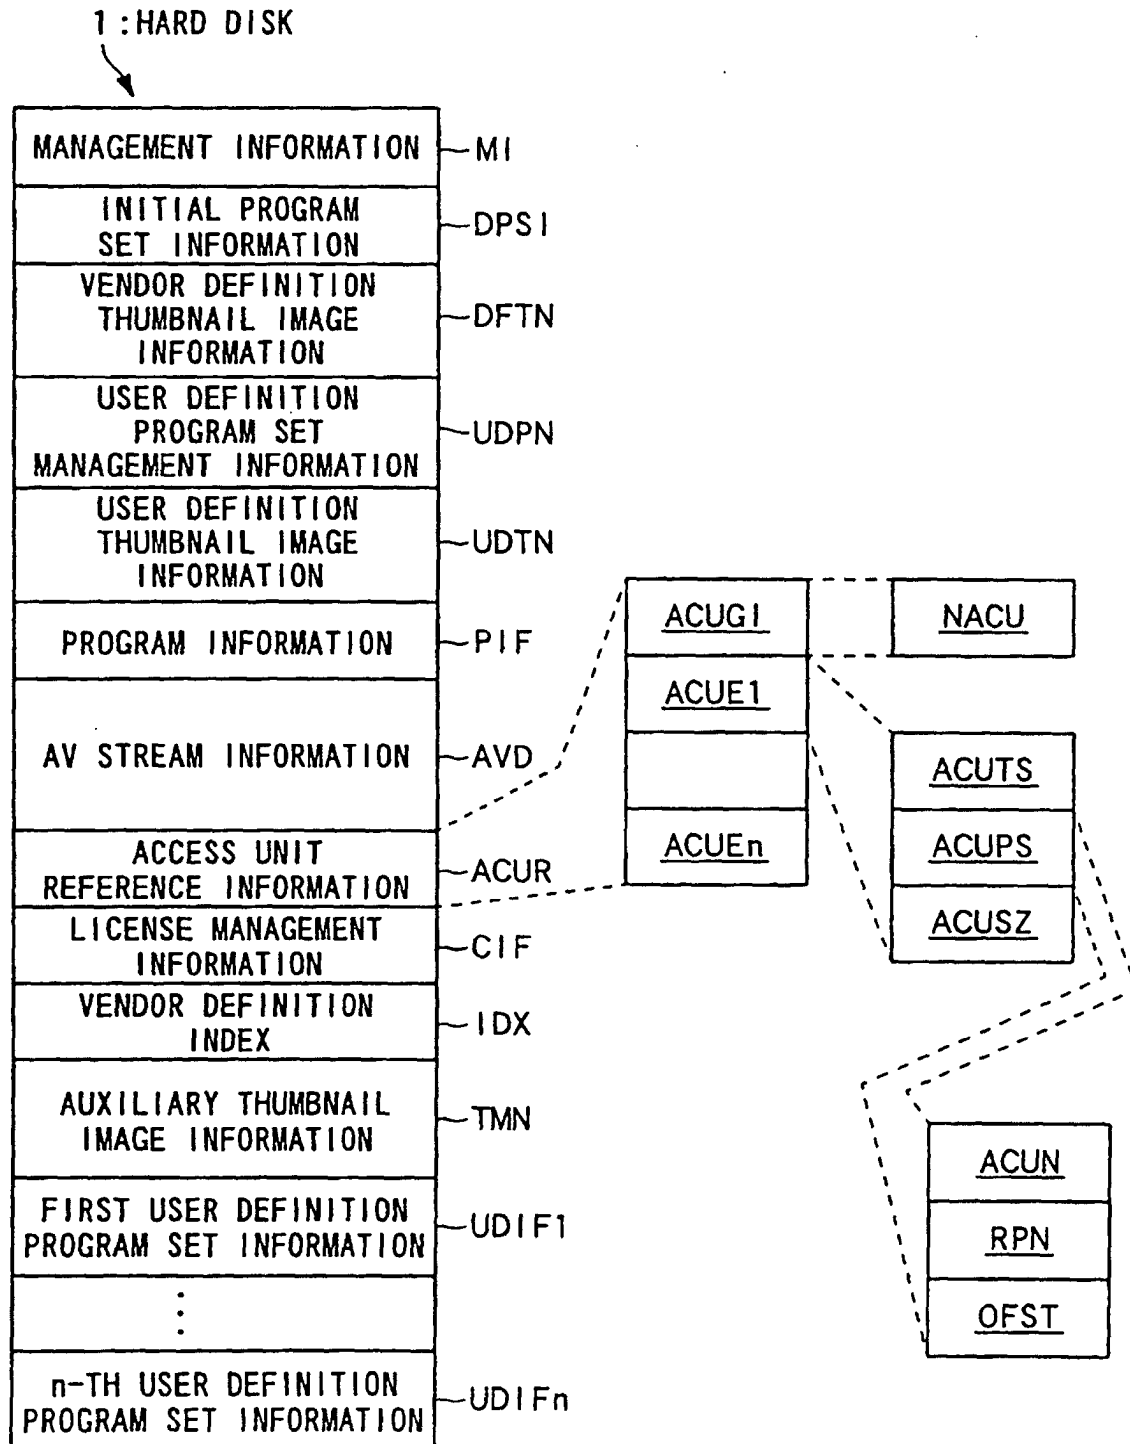 1 : HARD DISK
MANAGEMENT INFORMATION
MI
INITIAL PROGRAM
SET INFORMATION
DPSI
VENDOR DEFINITION
THUMBNAIL IMAGE
INFORMATION
DFTN
USER DEFINITION
PROGRAM SET
MANAGEMENT INFORMATION
UDPN
USER DEFINITION
THUMBNAIL IMAGE
INFORMATION
UDTN
PROGRAM INFORMATION
PIF
AV STREAM INFORMATION
AVD
ACCESS UNIT
REFERENCE INFORMATION
ACUR
LICENSE MANAGEMENT
INFORMATION
CIF
VENDOR DEFINITION
INDEX
IDX
AUXILIARY THUMBNAIL
IMAGE INFORMATION
TMN
FIRST USER DEFINITION
PROGRAM SET INFORMATION
UDIF1
n-TH USER DEFINITION
PROGRAM SET INFORMATION
UDIFn
ACUGI
ACUE1
ACUEn
NACU
ACUTS
ACUPS
ACUSZ
ACUN
RPN
OFST